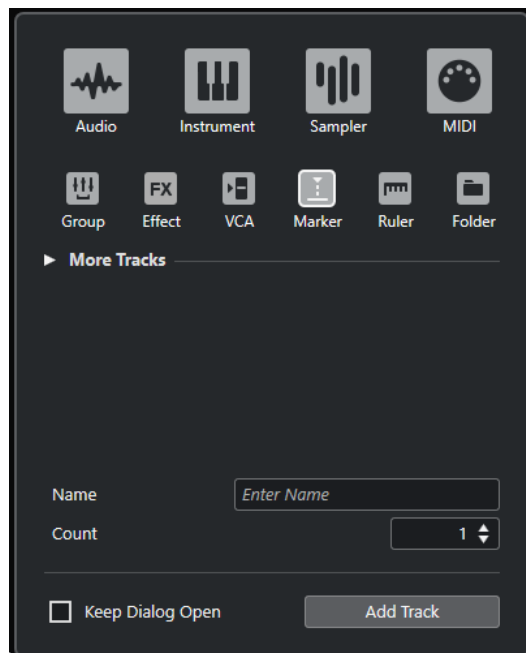 Audio Instrument Sampler MIDI
FX
Group Effect VCA Marker Ruler Folder
More Tracks
Name Enter Name
Count 1
Keep Dialog Open Add Track